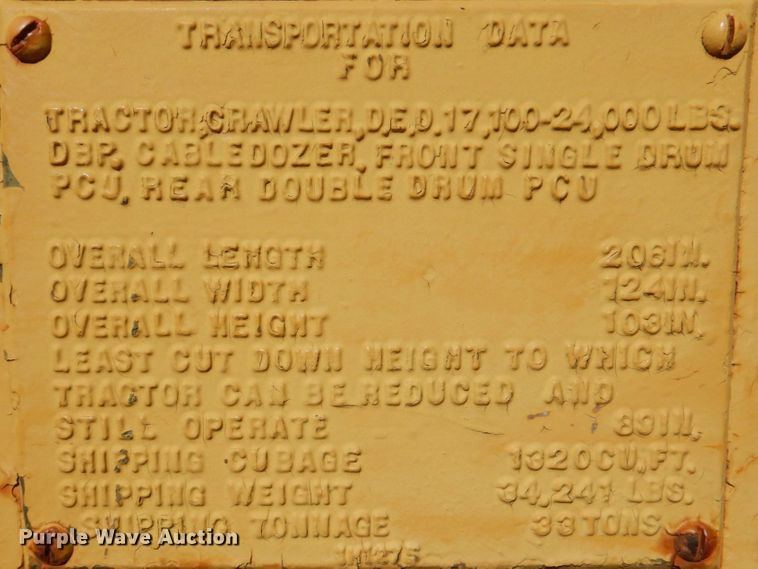 TRANSPORTATION DATA
FOR
TRACTOR, CRAWLER, D.E.D, 17,100-24,000 LBS.
DBP, CABLEDOZER, FRONT SINGLE DRUM
PCU, REAR DOUBLE DRUM PCU
OVERALL LENGTH 206IN.
OVERALL WIDTH 124IN.
OVERALL HEIGHT 103IN.
LEAST CUT DOWN HEIGHT TO WHICH
TRACTOR CAN BE REDUCED AND
STILL OPERATE
SHIPPING CUBAGE 1320CU.FT.
SHIPPING WEIGHT 34,241 LBS.
SHIPPING TONNAGE 33TONS
1M1275
Purple Wave Auction